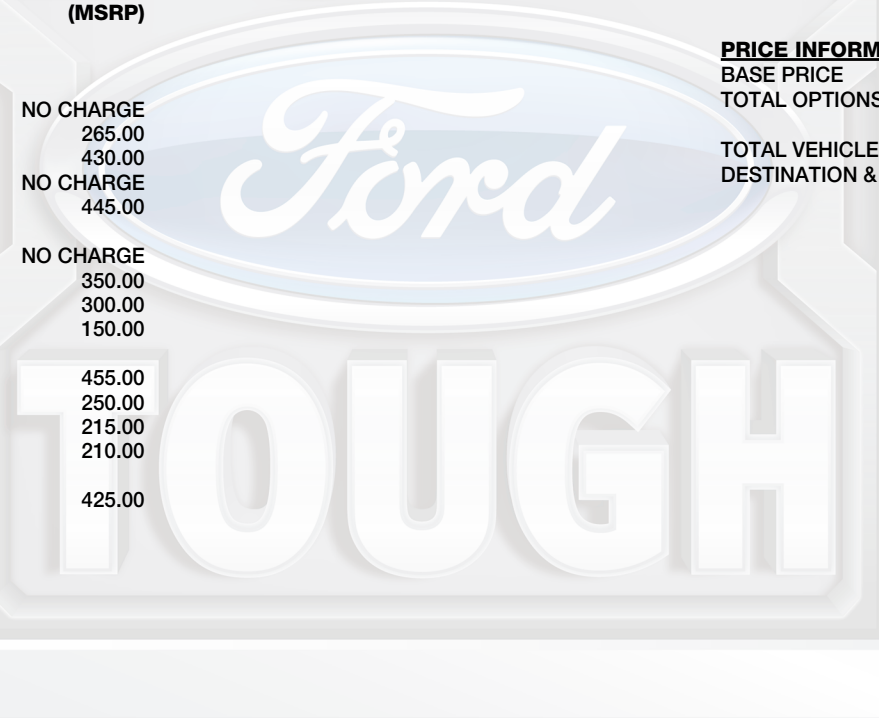 (MSRP)
NO CHARGE
265.00
430.00
NO CHARGE
445.00
NO CHARGE
350.00
300.00
150.00
455.00
250.00
215.00
210.00
425.00
PRICE INFORM
BASE PRICE
TOTAL OPTIONS
TOTAL VEHICLE
DESTINATION &
Ford
TOUGH